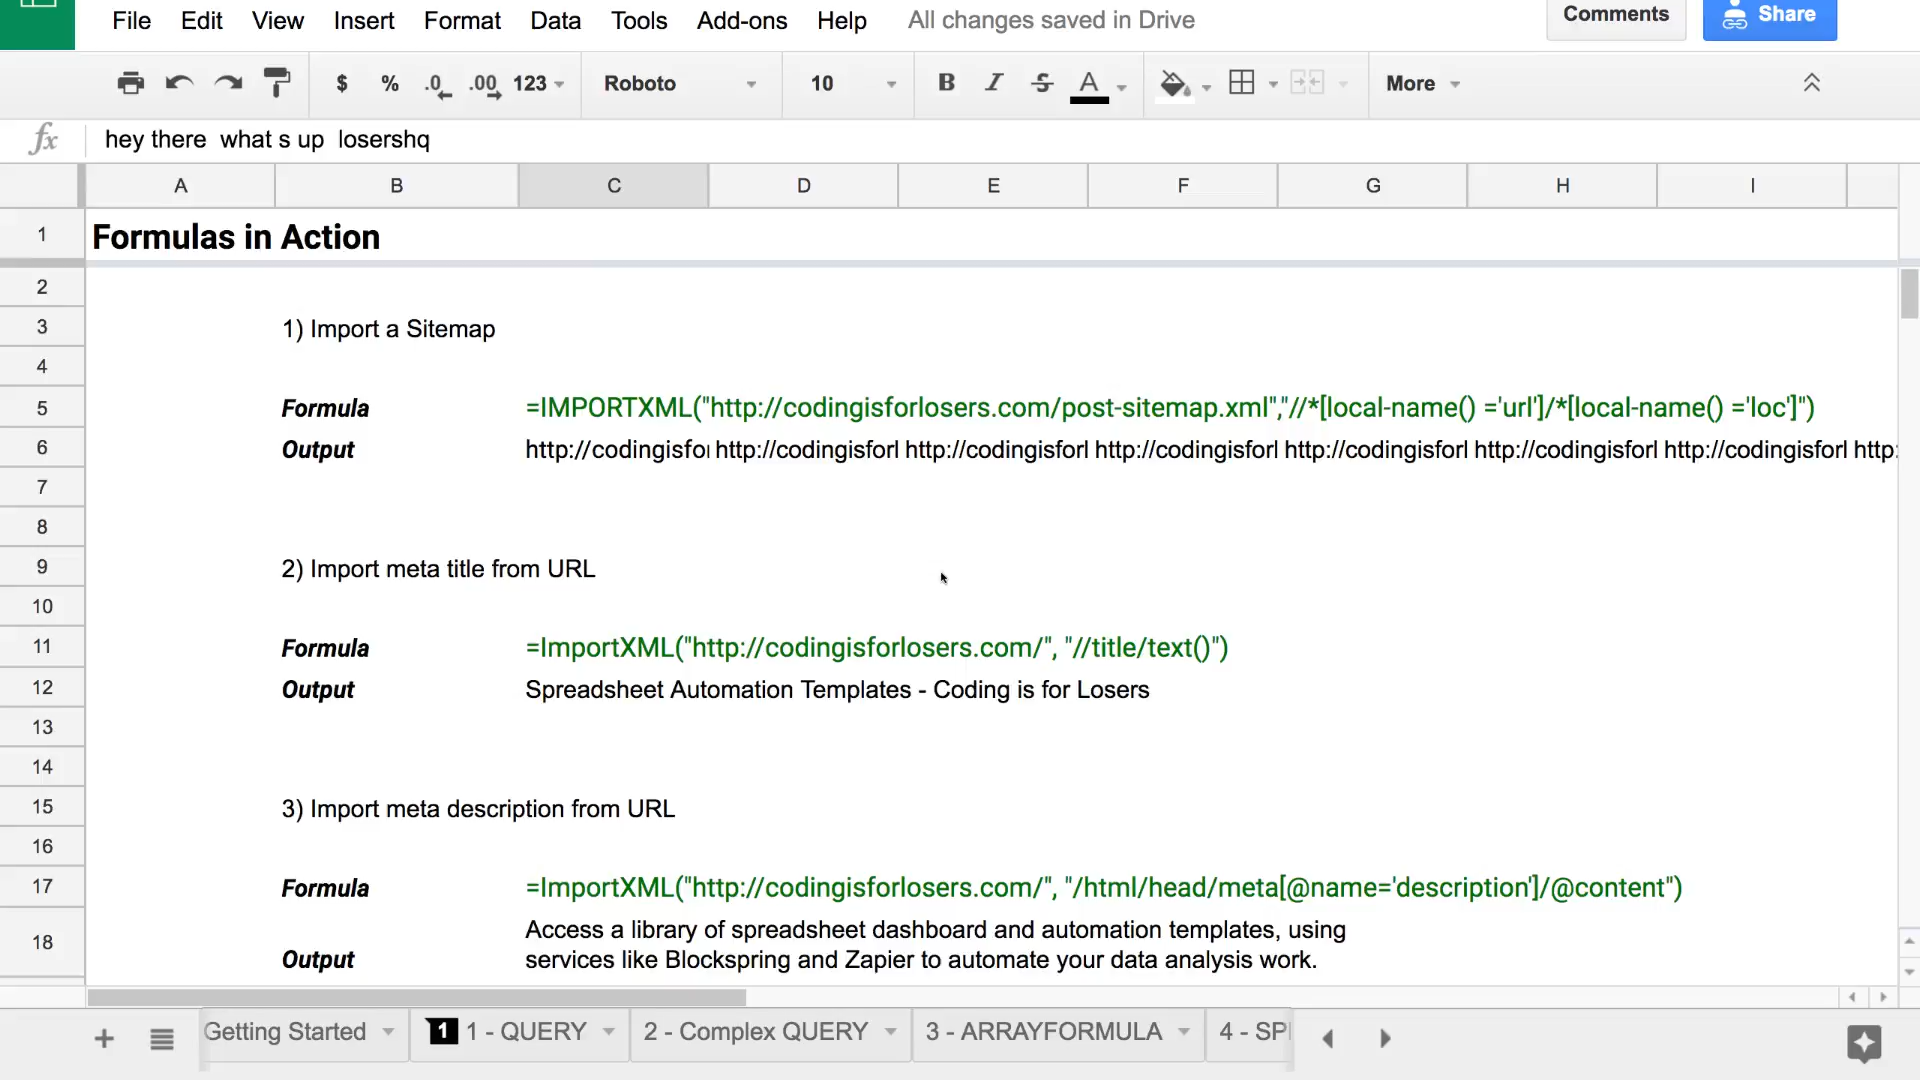 File Edit View Insert Format Data Tools Add-ons Help All changes saved in Drive Comments Share
$ % .0 .00 123 Roboto 10 B I S A More
fx hey there what s up losershq
A B C D E F G H I
1 Formulas in Action
2
3 1) Import a Sitemap
4
5 Formula =IMPORTXML("http://codingisforlosers.com/post-sitemap.xml","//*[local-name() ='url']/*[local-name() ='loc']")
6 Output http://codingisfo http://codingisforl http://codingisforl http://codingisforl http://codingisforl http://codingisforl http://codingisforl http:
7
8
9 2) Import meta title from URL
10
11 Formula =ImportXML("http://codingisforlosers.com/", "//title/text()")
12 Output Spreadsheet Automation Templates - Coding is for Losers
13
14
15 3) Import meta description from URL
16
17 Formula =ImportXML("http://codingisforlosers.com/", "/html/head/meta[@name='description']/@content")
Access a library of spreadsheet dashboard and automation templates, using
18 Output services like Blockspring and Zapier to automate your data analysis work.
+ Getting Started 1 1 - QUERY 2 - Complex QUERY 3 - ARRAYFORMULA 4 - SP